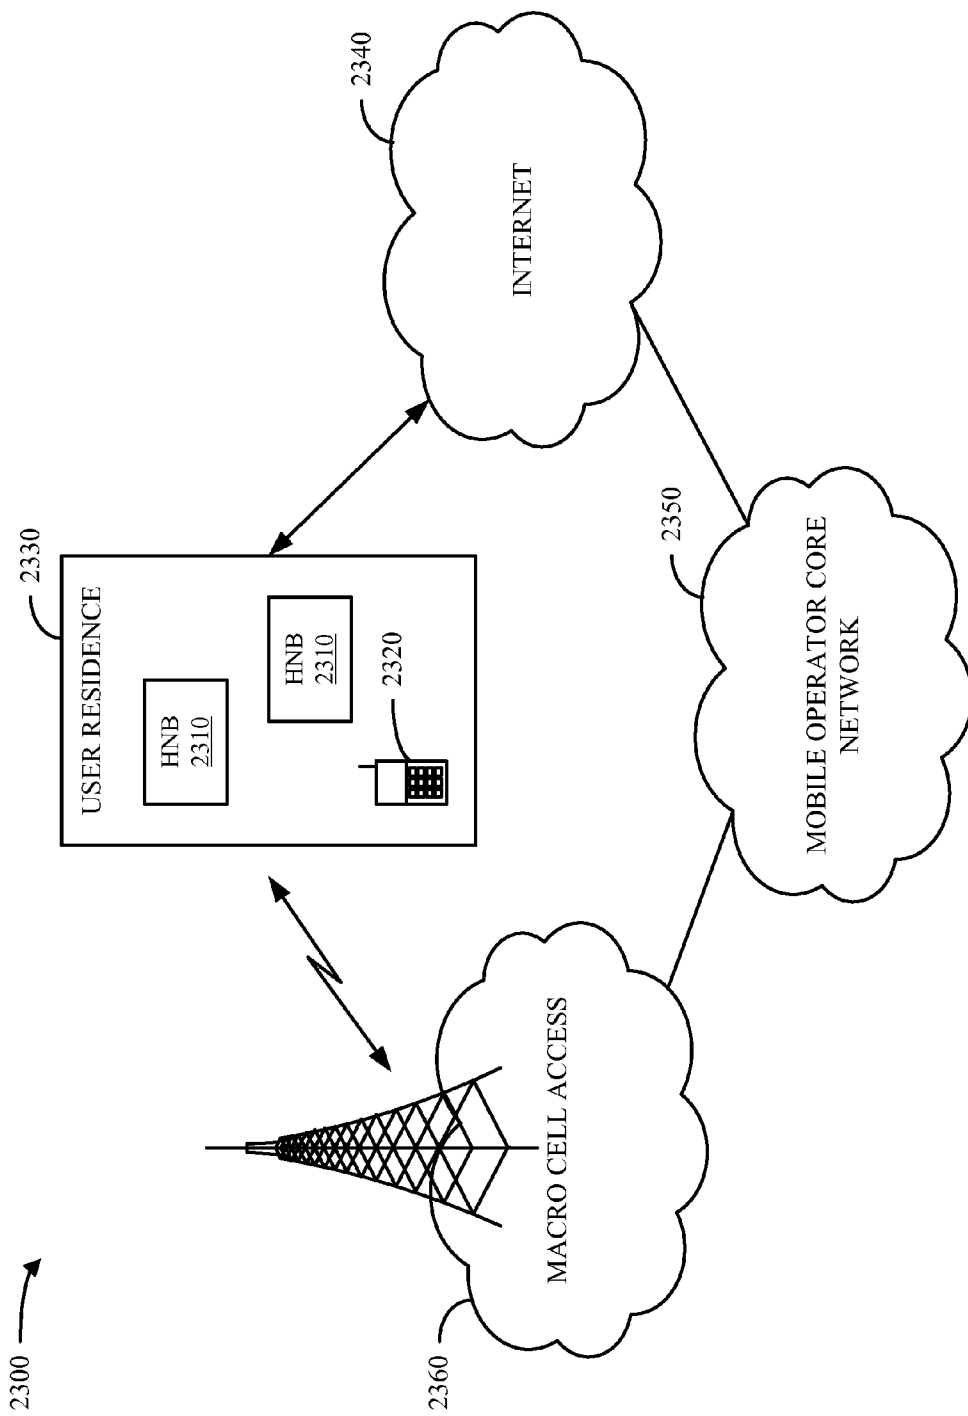 2300
2330
USER RESIDENCE
HNB
2310
HNB
2310
2320
2340
INTERNET
2360
MACRO CELL ACCESS
2350
MOBILE OPERATOR CORE
NETWORK